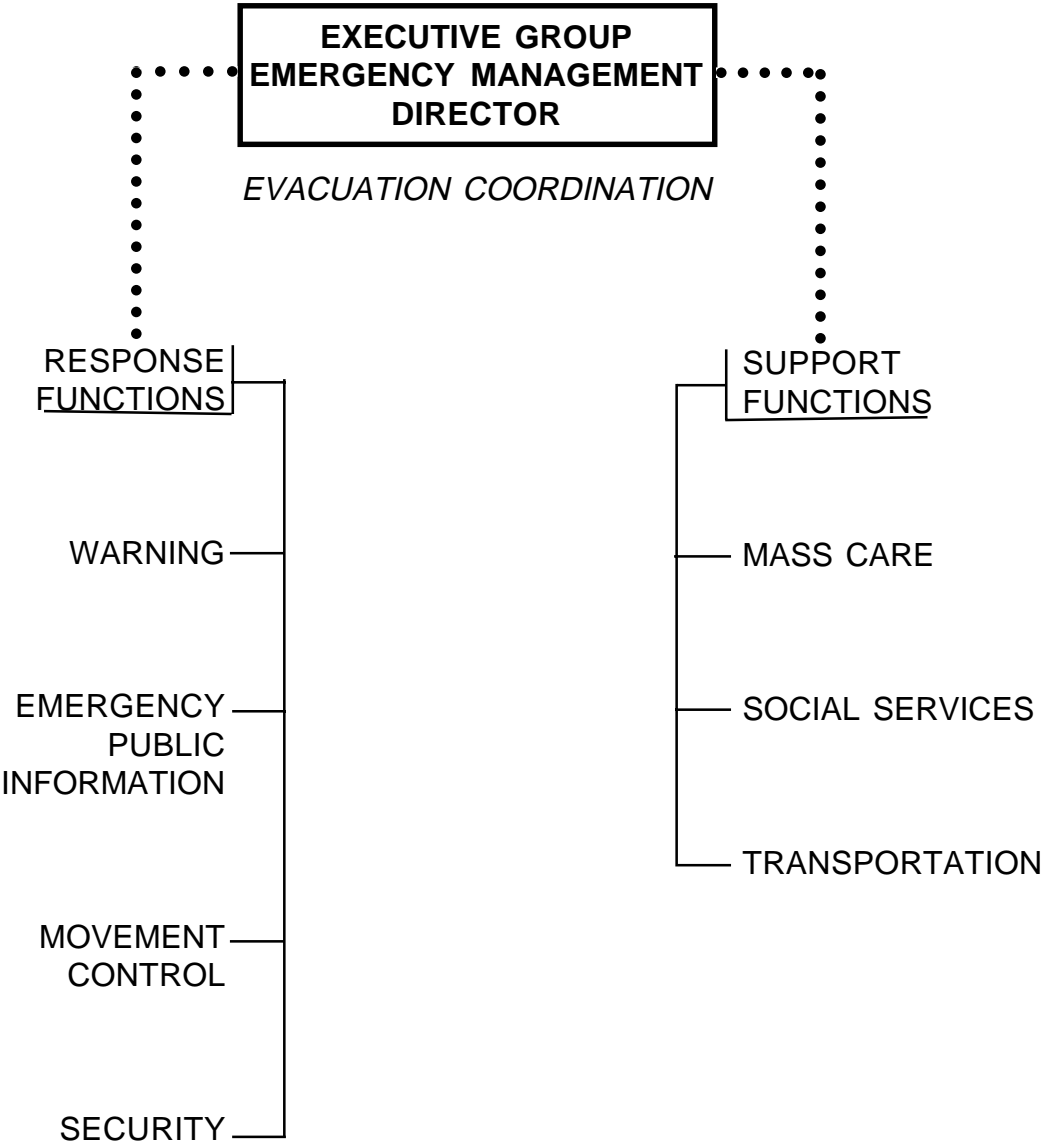 EXECUTIVE GROUP
EMERGENCY MANAGEMENT
DIRECTOR
EVACUATION COORDINATION
RESPONSE
FUNCTIONS
WARNING
EMERGENCY
PUBLIC
INFORMATION
MOVEMENT
CONTROL
SECURITY
SUPPORT
FUNCTIONS
MASS CARE
SOCIAL SERVICES
TRANSPORTATION